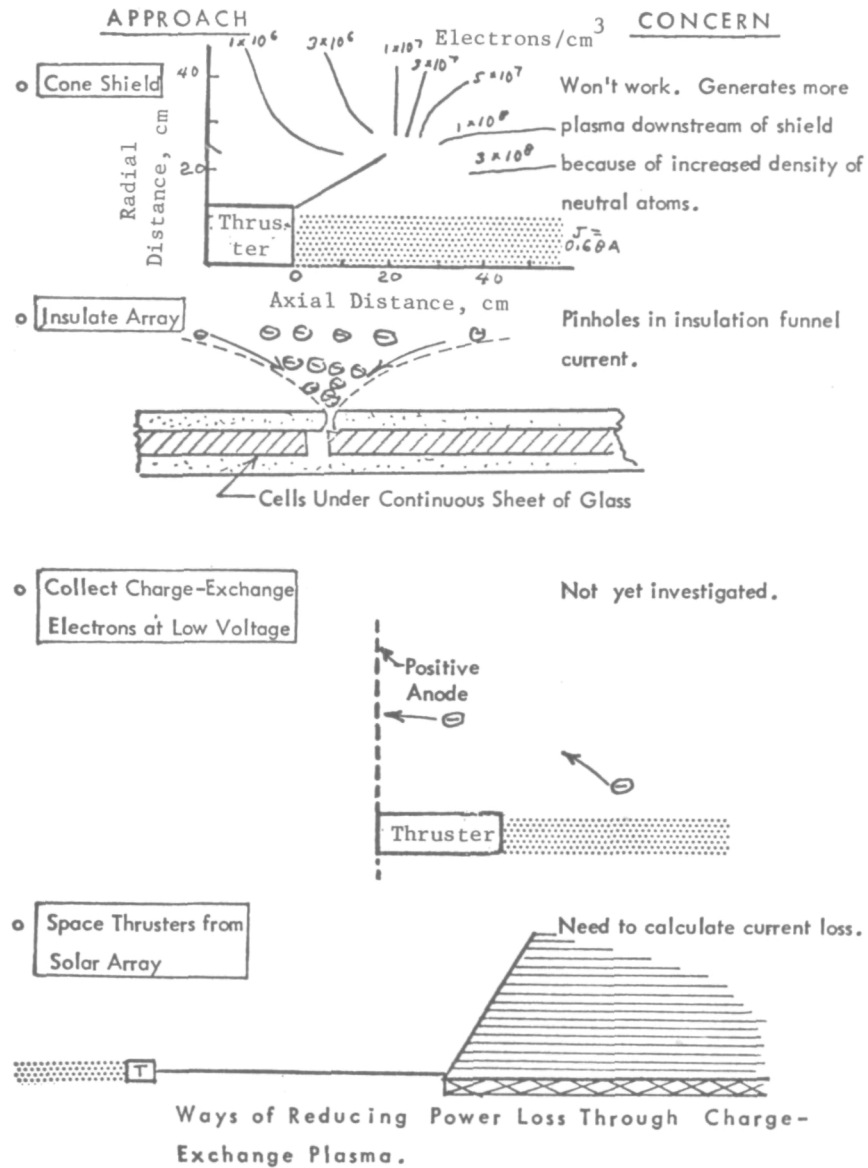 APPROACH
CONCERN
Electrons/cm³
1×10⁶
3×10⁶
1×10⁷
3×10⁷
5×10⁷
1×10⁸
3×10⁸
o Cone Shield
40
20
Radial
Distance, cm
Thrus-
ter
J =
0.68A
0 20 40
Axial Distance, cm
Won't work. Generates more
plasma downstream of shield
because of increased density of
neutral atoms.
o Insulate Array
Pinholes in insulation funnel
current.
Cells Under Continuous Sheet of Glass
o Collect Charge-Exchange
Electrons at Low Voltage
Not yet investigated.
Positive
Anode
Thruster
o Space Thrusters from
Solar Array
Need to calculate current loss.
T
Ways of Reducing Power Loss Through Charge-
Exchange Plasma.